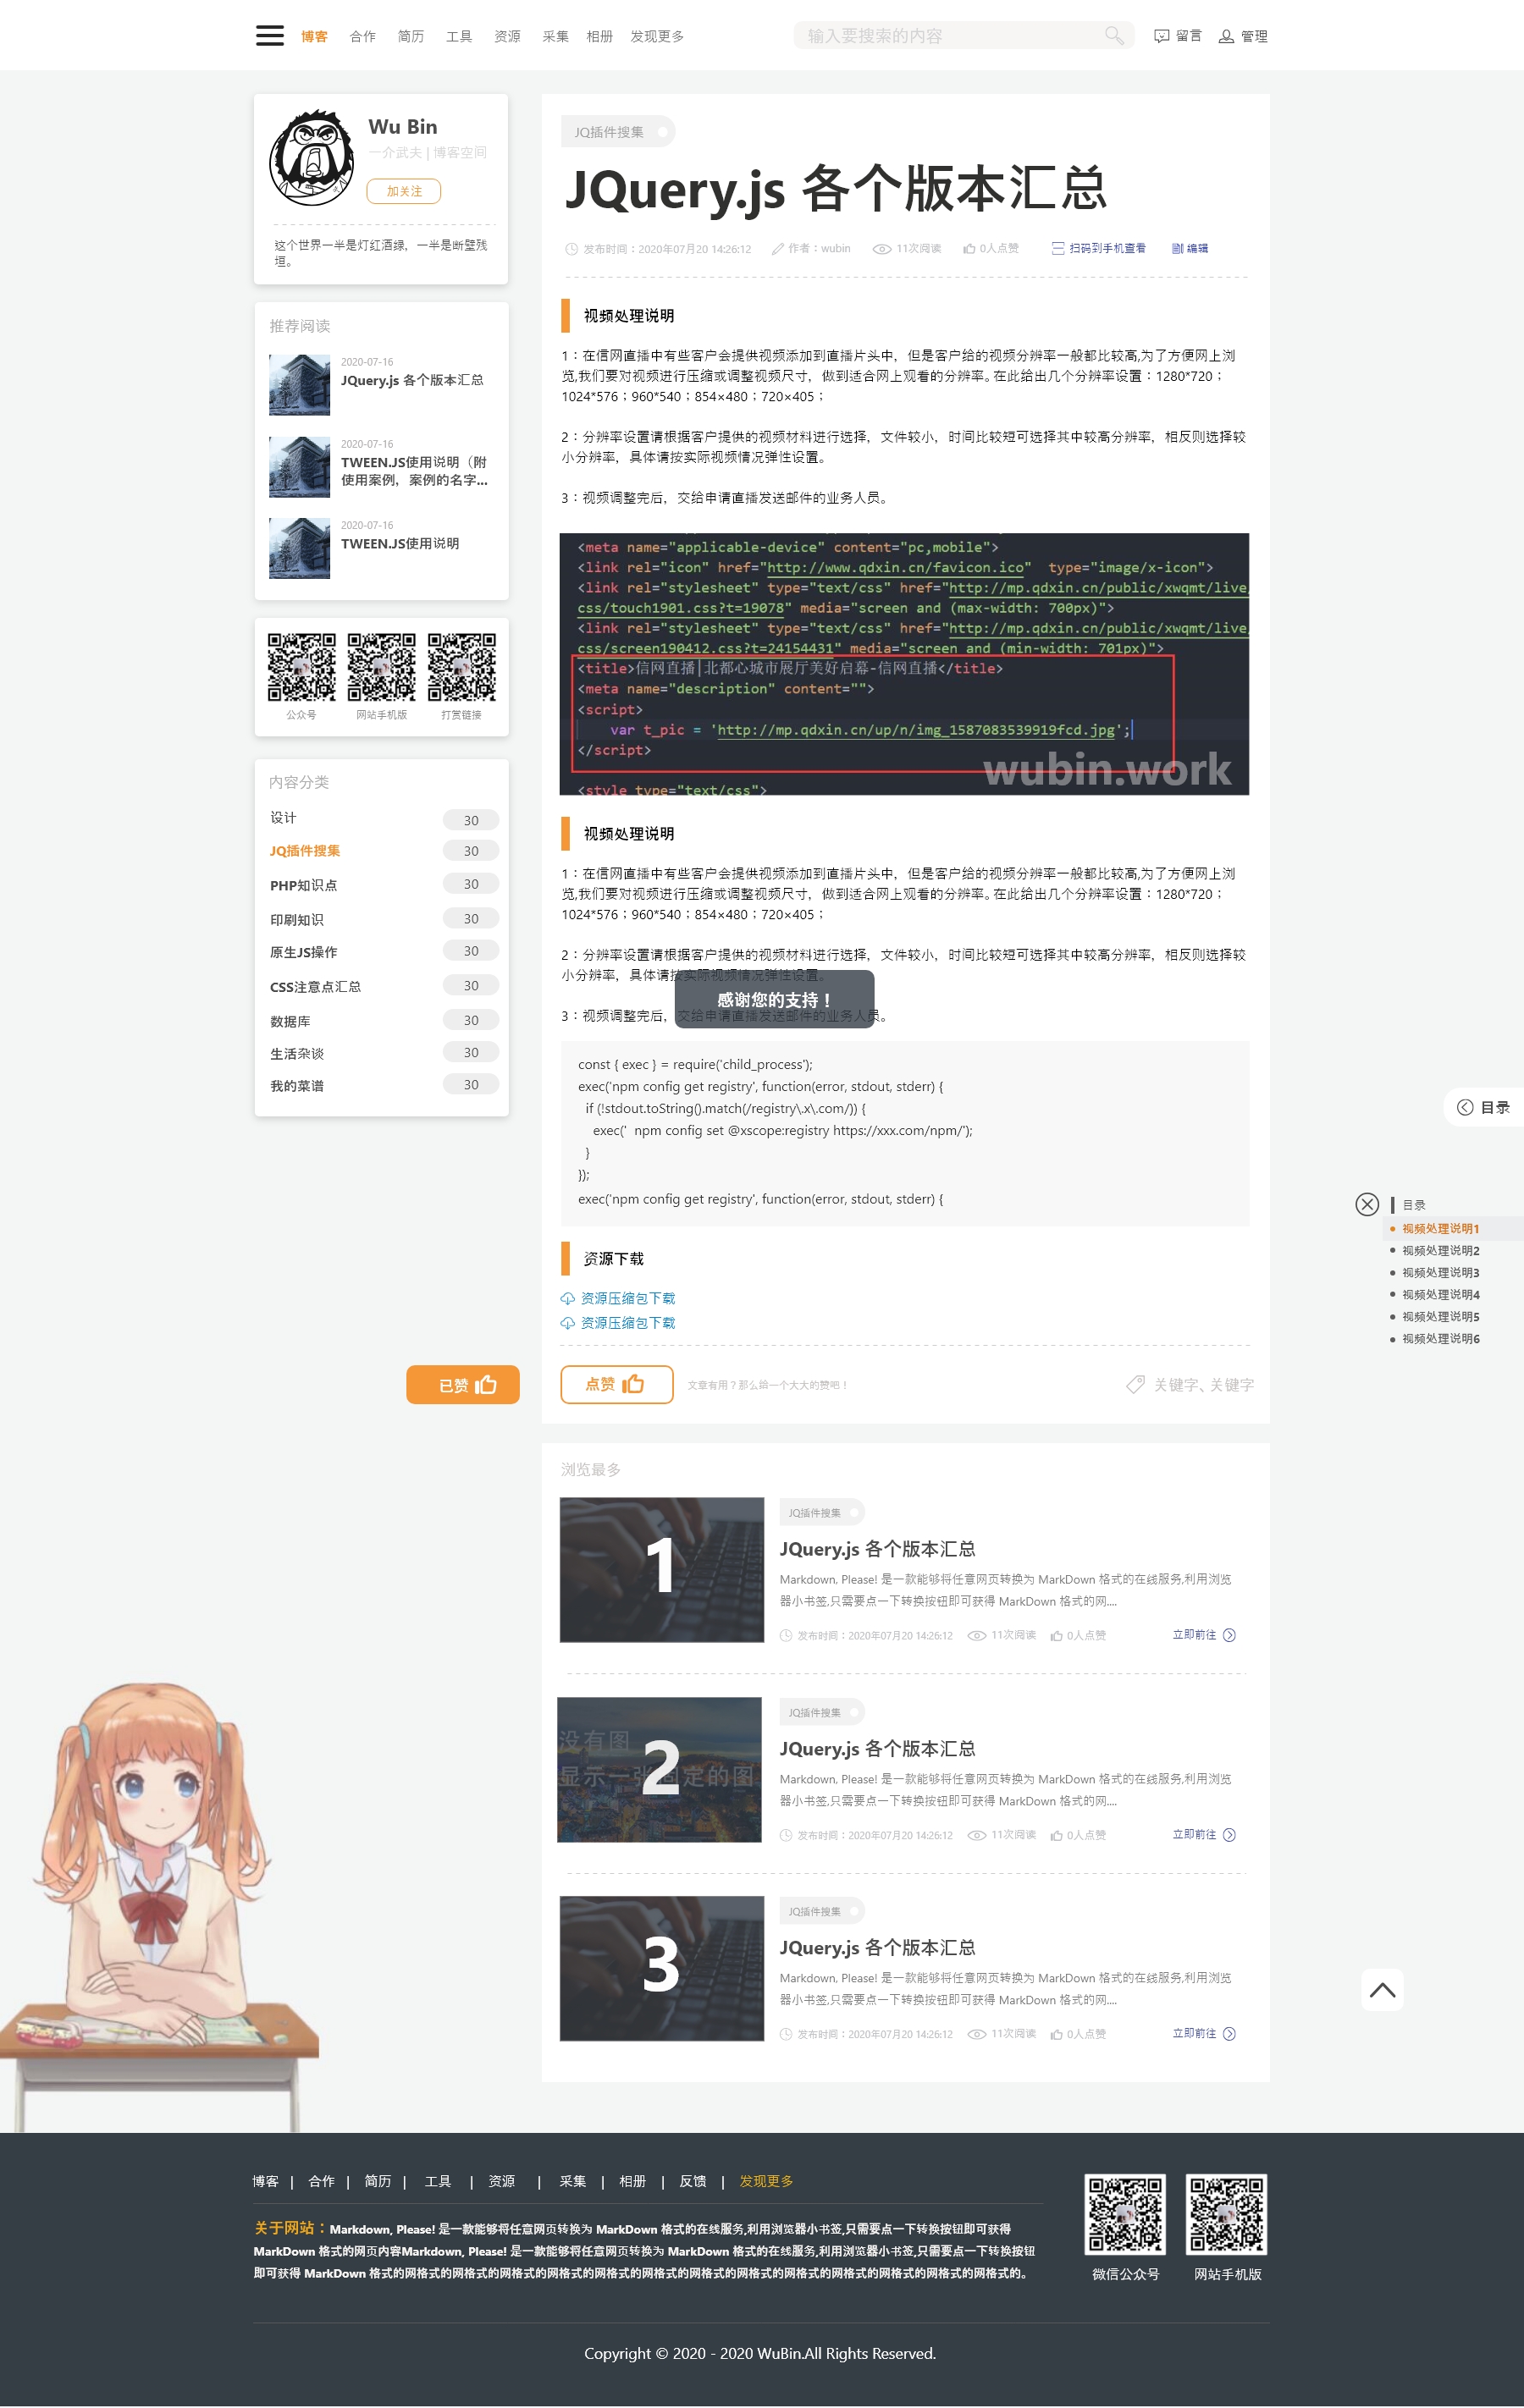 博客 合作 简历 工具 资源 采集 相册 发现更多 输入要搜索的内容 留言 管理
Wu Bin
一介武夫 | 博客空间
加关注
这个世界一半是灯红酒绿，一半是断壁残
垣。
推荐阅读
2020-07-16
JQuery.js 各个版本汇总
2020-07-16
TWEEN.JS使用说明（附
使用案例，案例的名字...
2020-07-16
TWEEN.JS使用说明
公众号 网站手机版 打赏链接
内容分类
设计 30
JQ插件搜集 30
PHP知识点 30
印刷知识 30
原生JS操作 30
CSS注意点汇总 30
数据库 30
生活杂谈 30
我的菜谱 30
JQ插件搜集
JQuery.js 各个版本汇总
发布时间：2020年07月20 14:26:12 作者：wubin 11次阅读 0人点赞 扫码到手机查看 编辑
视频处理说明
1：在信网直播中有些客户会提供视频添加到直播片头中，但是客户给的视频分辨率一般都比较高,为了方便网上浏
览,我们要对视频进行压缩或调整视频尺寸，做到适合网上观看的分辨率。在此给出几个分辨率设置：1280*720；
1024*576；960*540；854×480；720×405；
2：分辨率设置请根据客户提供的视频材料进行选择，文件较小，时间比较短可选择其中较高分辨率，相反则选择较
小分辨率，具体请按实际视频情况弹性设置。
3：视频调整完后，交给申请直播发送邮件的业务人员。
<meta name="applicable-device" content="pc,mobile">
<link rel="icon" href="http://www.qdxin.cn/favicon.ico"  type="image/x-icon">
<link rel="stylesheet" type="text/css" href="http://mp.qdxin.cn/public/xwqmt/live/
css/touch1901.css?t=19078" media="screen and (max-width: 700px)">
<link rel="stylesheet" type="text/css" href="http://mp.qdxin.cn/public/xwqmt/live/
css/screen190412.css?t=24154431" media="screen and (min-width: 701px)">
<title>信网直播|北都心城市展厅美好启幕-信网直播</title>
<meta name="description" content="">
<script>
var t_pic = 'http://mp.qdxin.cn/up/n/img_1587083539919fcd.jpg';
</script>
wubin.work
<style type="text/css">
视频处理说明
1：在信网直播中有些客户会提供视频添加到直播片头中，但是客户给的视频分辨率一般都比较高,为了方便网上浏
览,我们要对视频进行压缩或调整视频尺寸，做到适合网上观看的分辨率。在此给出几个分辨率设置：1280*720；
1024*576；960*540；854×480；720×405；
2：分辨率设置请根据客户提供的视频材料进行选择，文件较小，时间比较短可选择其中较高分辨率，相反则选择较
小分辨率，具体请按实际视频情况弹性设置。
感谢您的支持！
3：视频调整完后，交给申请直播发送邮件的业务人员。
const { exec } = require('child_process');
exec('npm config get registry', function(error, stdout, stderr) {
if (!stdout.toString().match(/registry\.x\.com/)) {
exec('  npm config set @xscope:registry https://xxx.com/npm/');
}
});
exec('npm config get registry', function(error, stdout, stderr) {
资源下载
资源压缩包下载
资源压缩包下载
已赞
点赞 文章有用？那么给一个大大的赞吧！ 关键字、关键字
目录
目录
视频处理说明1
视频处理说明2
视频处理说明3
视频处理说明4
视频处理说明5
视频处理说明6
浏览最多
1
JQ插件搜集
JQuery.js 各个版本汇总
Markdown, Please! 是一款能够将任意网页转换为 MarkDown 格式的在线服务,利用浏览
器小书签,只需要点一下转换按钮即可获得 MarkDown 格式的网....
发布时间：2020年07月20 14:26:12 11次阅读 0人点赞 立即前往
没有图
显示一张固定的图
2
JQ插件搜集
JQuery.js 各个版本汇总
Markdown, Please! 是一款能够将任意网页转换为 MarkDown 格式的在线服务,利用浏览
器小书签,只需要点一下转换按钮即可获得 MarkDown 格式的网....
发布时间：2020年07月20 14:26:12 11次阅读 0人点赞 立即前往
3
JQ插件搜集
JQuery.js 各个版本汇总
Markdown, Please! 是一款能够将任意网页转换为 MarkDown 格式的在线服务,利用浏览
器小书签,只需要点一下转换按钮即可获得 MarkDown 格式的网....
发布时间：2020年07月20 14:26:12 11次阅读 0人点赞 立即前往
博客 | 合作 | 简历 | 工具 | 资源 | 采集 | 相册 | 反馈 | 发现更多
关于网站：Markdown, Please! 是一款能够将任意网页转换为 MarkDown 格式的在线服务,利用浏览器小书签,只需要点一下转换按钮即可获得
MarkDown 格式的网页内容Markdown, Please! 是一款能够将任意网页转换为 MarkDown 格式的在线服务,利用浏览器小书签,只需要点一下转换按钮
即可获得 MarkDown 格式的网格式的网格式的网格式的网格式的网格式的网格式的网格式的网格式的网格式的网格式的网格式的网格式的网格式的。
微信公众号 网站手机版
Copyright © 2020 - 2020 WuBin.All Rights Reserved.